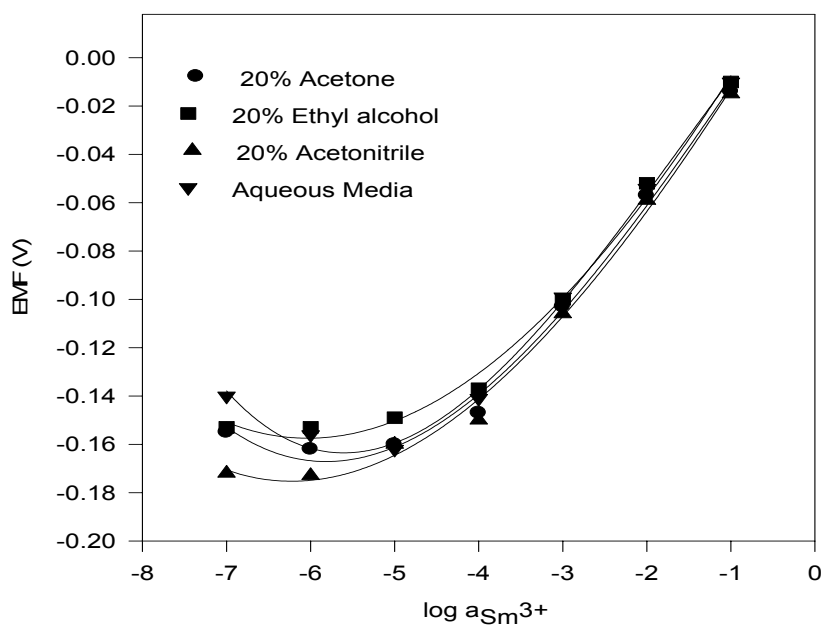 0.00
-0.02
-0.04
-0.06
-0.08
-0.10
-0.12
-0.14
-0.16
-0.18
-0.20
EMF (V)
20% Acetone
20% Ethyl alcohol
20% Acetonitrile
Aqueous Media
-8 -7 -6 -5 -4 -3 -2 -1 0
log aSm3+